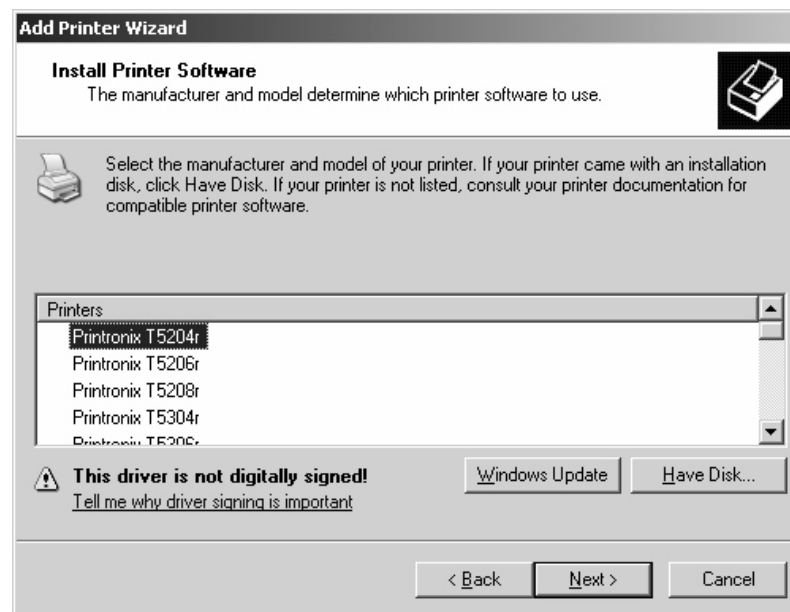 Add Printer Wizard
Install Printer Software
The manufacturer and model determine which printer software to use.
Select the manufacturer and model of your printer. If your printer came with an installation
disk, click Have Disk. If your printer is not listed, consult your printer documentation for
compatible printer software.
Printers
Printronix T5204r
Printronix T5206r
Printronix T5208r
Printronix T5304r
Printronix T5306r
This driver is not digitally signed!
Tell me why driver signing is important
Windows Update
Have Disk...
< Back
Next >
Cancel